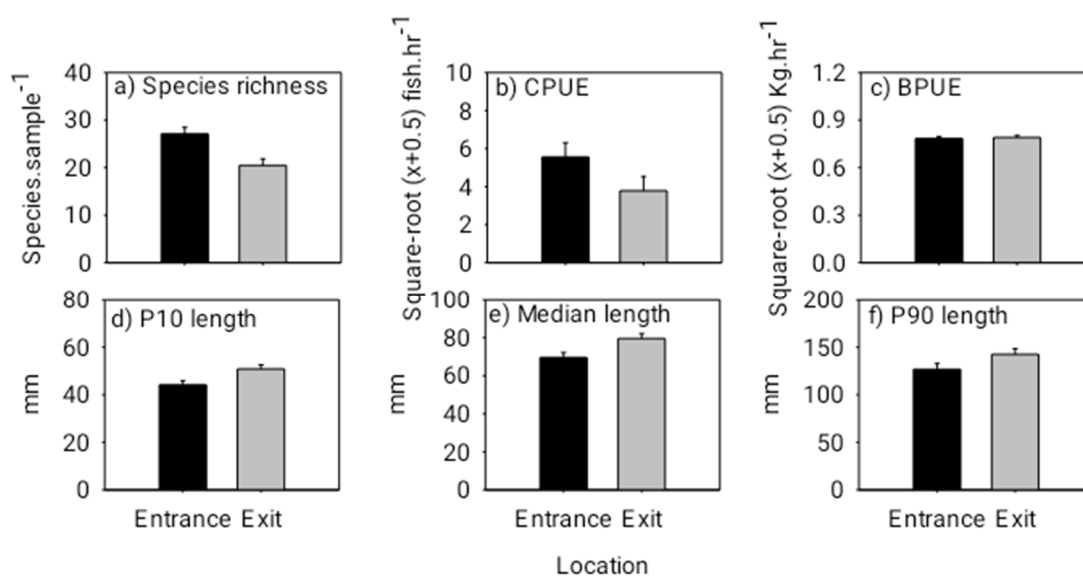 Species.sample⁻¹
40
30
20
10
0
a) Species richness
Square-root (x+0.5) fish.hr⁻¹
10
8
6
4
2
0
b) CPUE
Square-root (x+0.5) Kg.hr⁻¹
1.2
0.9
0.6
0.3
0.0
c) BPUE
mm
80
60
40
20
0
d) P10 length
Entrance Exit
mm
100
80
60
40
20
0
e) Median length
Entrance Exit
mm
200
150
100
50
0
f) P90 length
Entrance Exit
Location